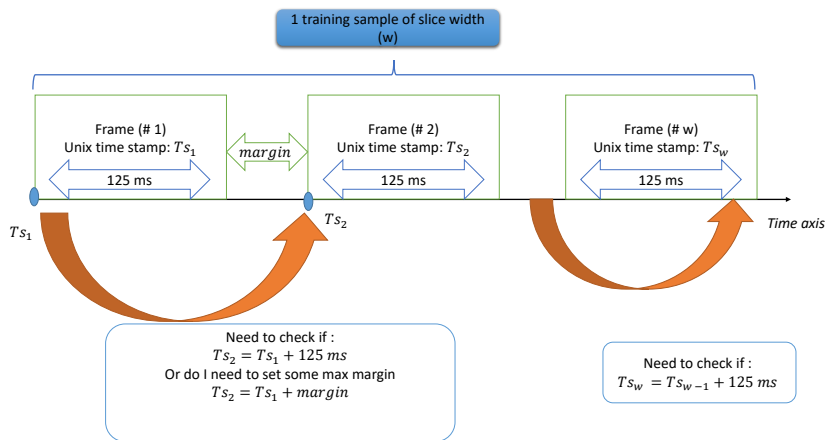 1 training sample of slice width
(w)
Frame (# 1)
Unix time stamp: Ts₁
125 ms
margin
Frame (# 2)
Unix time stamp: Ts₂
125 ms
Frame (# w)
Unix time stamp: Ts_w
125 ms
Ts₁
Ts₂
Time axis
Need to check if :
Ts₂ = Ts₁ + 125 ms
Or do I need to set some max margin
Ts₂ = Ts₁ + margin
Need to check if :
Ts_w = Ts_{w−1} + 125 ms